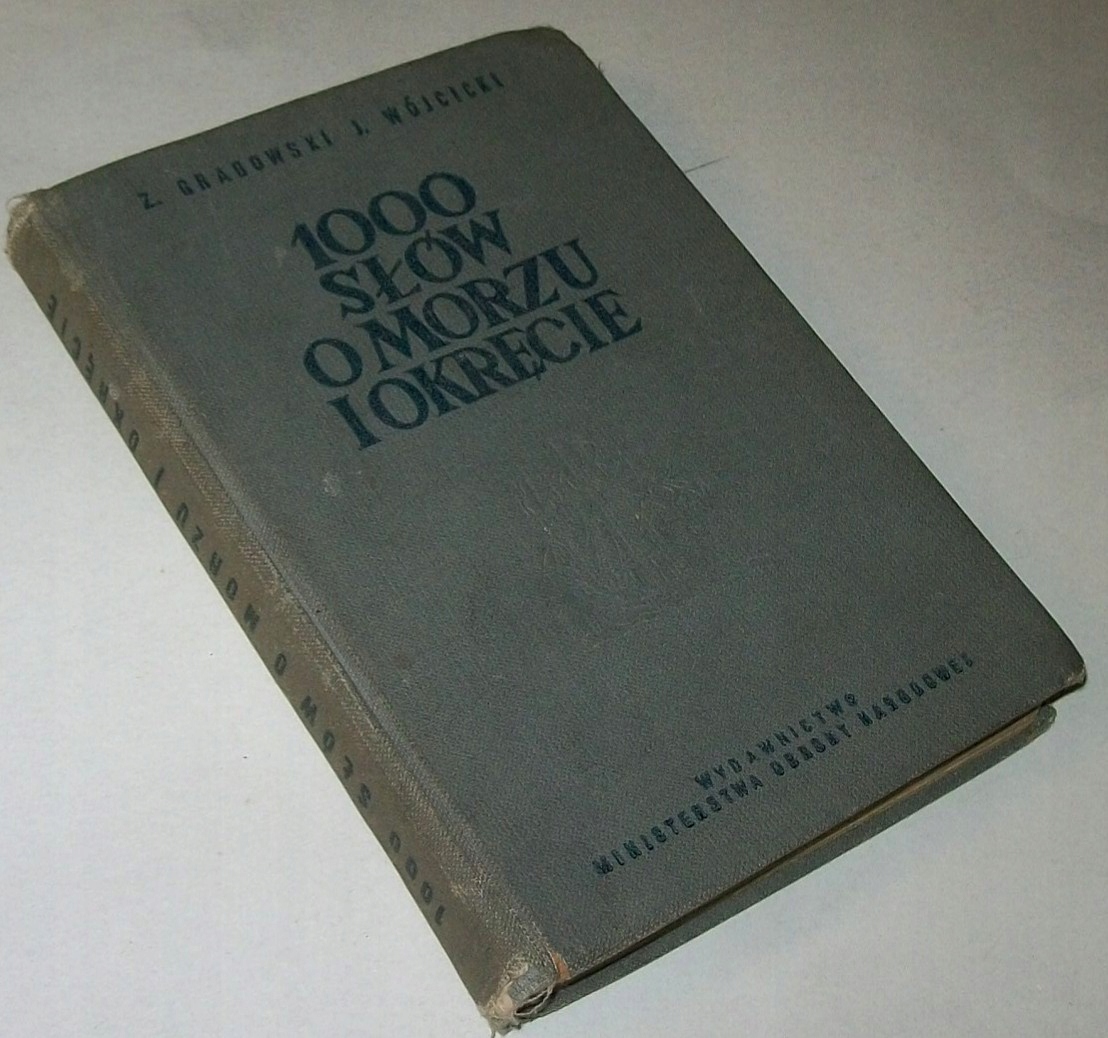 Z. GRABOWSKI J. WÓJCICKI
1000
SŁÓW
O MORZU
I OKRĘCIE
WYDAWNICTWO
MINISTERSTWA OBRONY NARODOWEJ
1000 SŁÓW O MORZU I OKRĘCIE